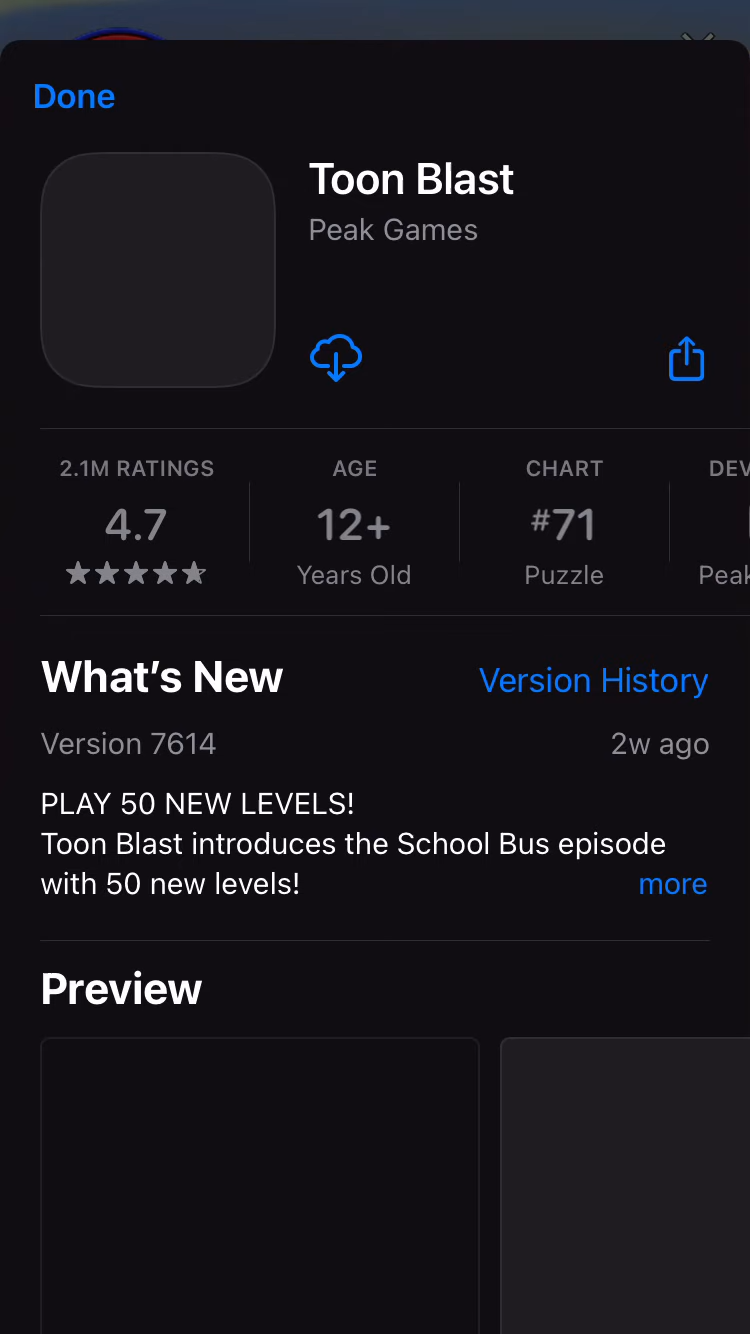 Done
Toon Blast
Peak Games
2.1M RATINGS
4.7
AGE
12+
Years Old
CHART
#71
Puzzle
What’s New
Version History
Version 7614
2w ago
PLAY 50 NEW LEVELS!
Toon Blast introduces the School Bus episode
with 50 new levels!
more
Preview